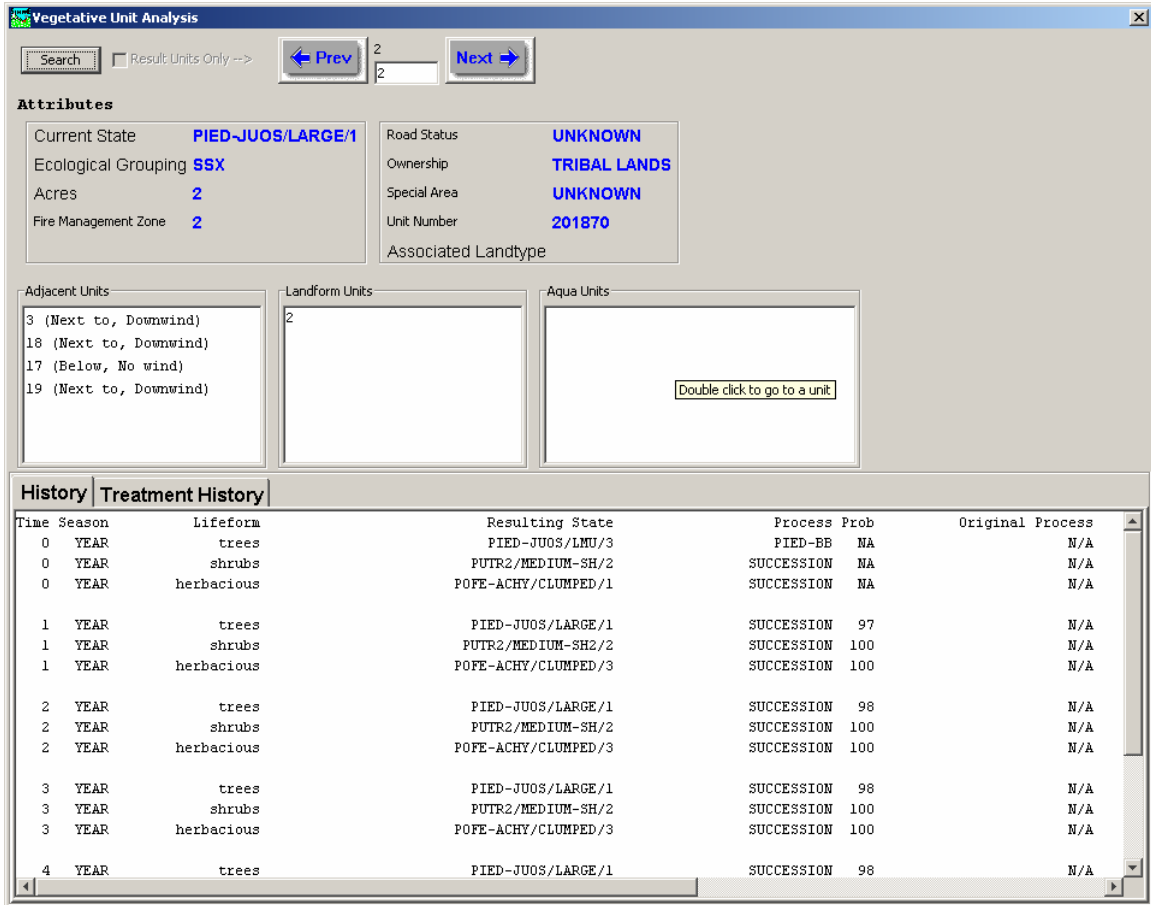 Vegetative Unit Analysis
Search
Result Units Only -->
Prev
2
2
Next
Attributes
Current State PIED-JUOS/LARGE/1
Ecological Grouping SSX
Acres 2
Fire Management Zone 2
Road Status UNKNOWN
Ownership TRIBAL LANDS
Special Area UNKNOWN
Unit Number 201870
Associated Landtype
Adjacent Units
3 (Next to, Downwind)
18 (Next to, Downwind)
17 (Below, No wind)
19 (Next to, Downwind)
Landform Units
2
Aqua Units
Double click to go to a unit
History Treatment History
Time Season Lifeform Resulting State Process Prob Original Process
0 YEAR trees PIED-JUOS/LMU/3 PIED-BB NA N/A
0 YEAR shrubs PUTR2/MEDIUM-SH/2 SUCCESSION NA N/A
0 YEAR herbacious POFE-ACHY/CLUMPED/1 SUCCESSION NA N/A
1 YEAR trees PIED-JUOS/LARGE/1 SUCCESSION 97 N/A
1 YEAR shrubs PUTR2/MEDIUM-SH2/2 SUCCESSION 100 N/A
1 YEAR herbacious POFE-ACHY/CLUMPED/3 SUCCESSION 100 N/A
2 YEAR trees PIED-JUOS/LARGE/1 SUCCESSION 98 N/A
2 YEAR shrubs PUTR2/MEDIUM-SH/2 SUCCESSION 100 N/A
2 YEAR herbacious POFE-ACHY/CLUMPED/3 SUCCESSION 100 N/A
3 YEAR trees PIED-JUOS/LARGE/1 SUCCESSION 98 N/A
3 YEAR shrubs PUTR2/MEDIUM-SH/2 SUCCESSION 100 N/A
3 YEAR herbacious POFE-ACHY/CLUMPED/3 SUCCESSION 100 N/A
4 YEAR trees PIED-JUOS/LARGE/1 SUCCESSION 98 N/A